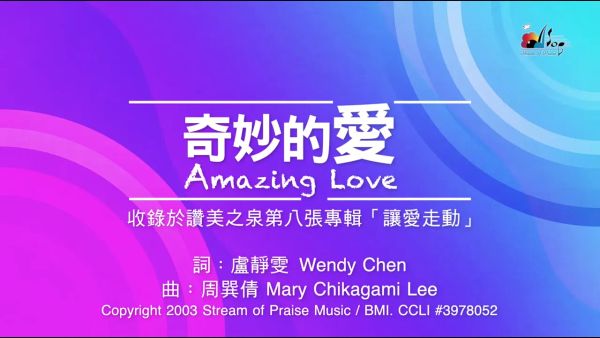 奇妙的愛
Amazing Love
收錄於讚美之泉第八張專輯「讓愛走動」
詞：盧靜雯 Wendy Chen
曲：周巽倩 Mary Chikagami Lee
Copyright 2003 Stream of Praise Music / BMI. CCLI #3978052